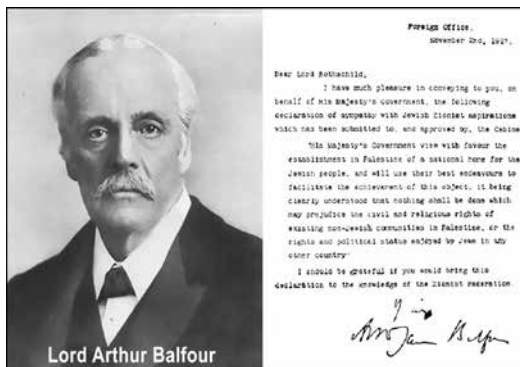 Lord Arthur Balfour
Foreign Office,
November 2nd, 1917.
Dear Lord Rothschild,
I have much pleasure in conveying to you, on
behalf of His Majesty's Government, the following
declaration of sympathy with Jewish Zionist aspirations
which has been submitted to, and approved by, the Cabinet
"His Majesty's Government view with favour the
establishment in Palestine of a national home for the
Jewish people, and will use their best endeavours to
facilitate the achievement of this object, it being
clearly understood that nothing shall be done which
may prejudice the civil and religious rights of
existing non-Jewish communities in Palestine, or the
rights and political status enjoyed by Jews in any
other country"
I should be grateful if you would bring this
declaration to the knowledge of the Zionist Federation.
Arthur James Balfour